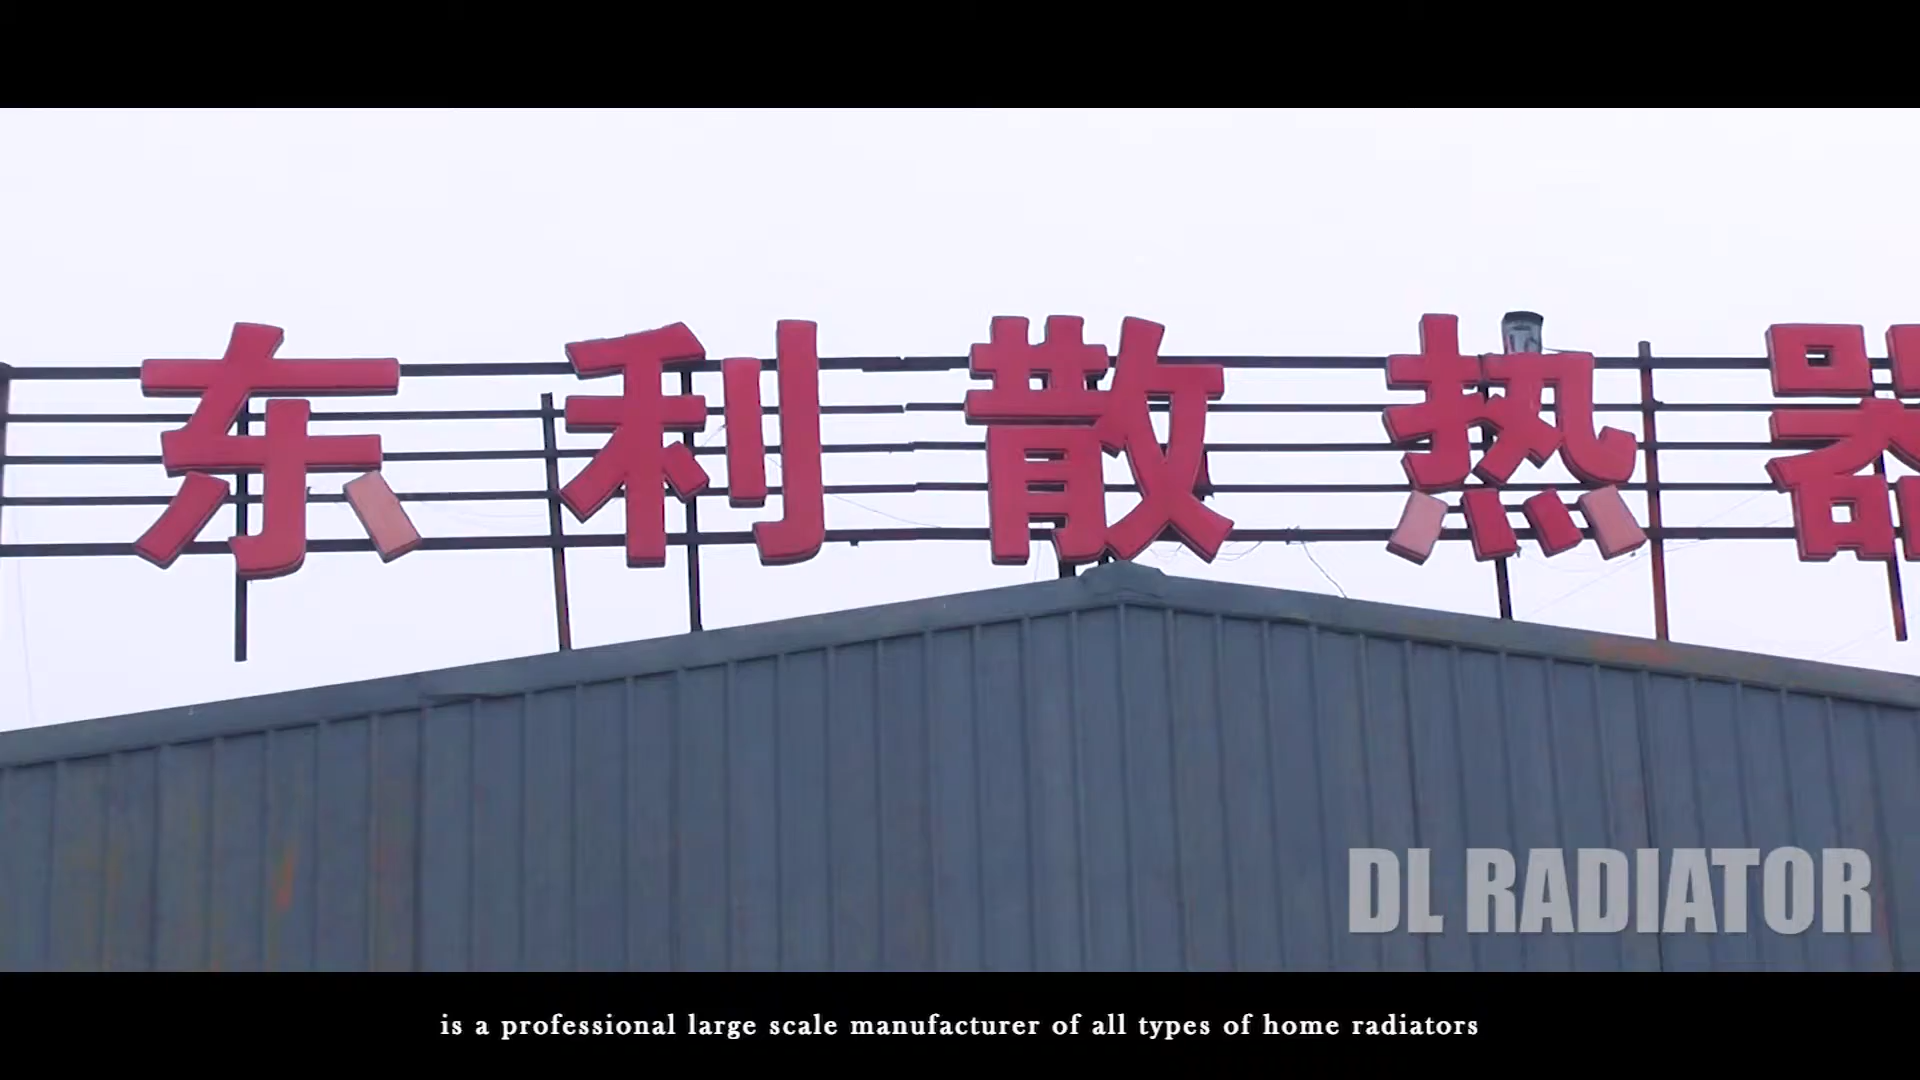 东利散热器
DL RADIATOR
is a professional large scale manufacturer of all types of home radiators